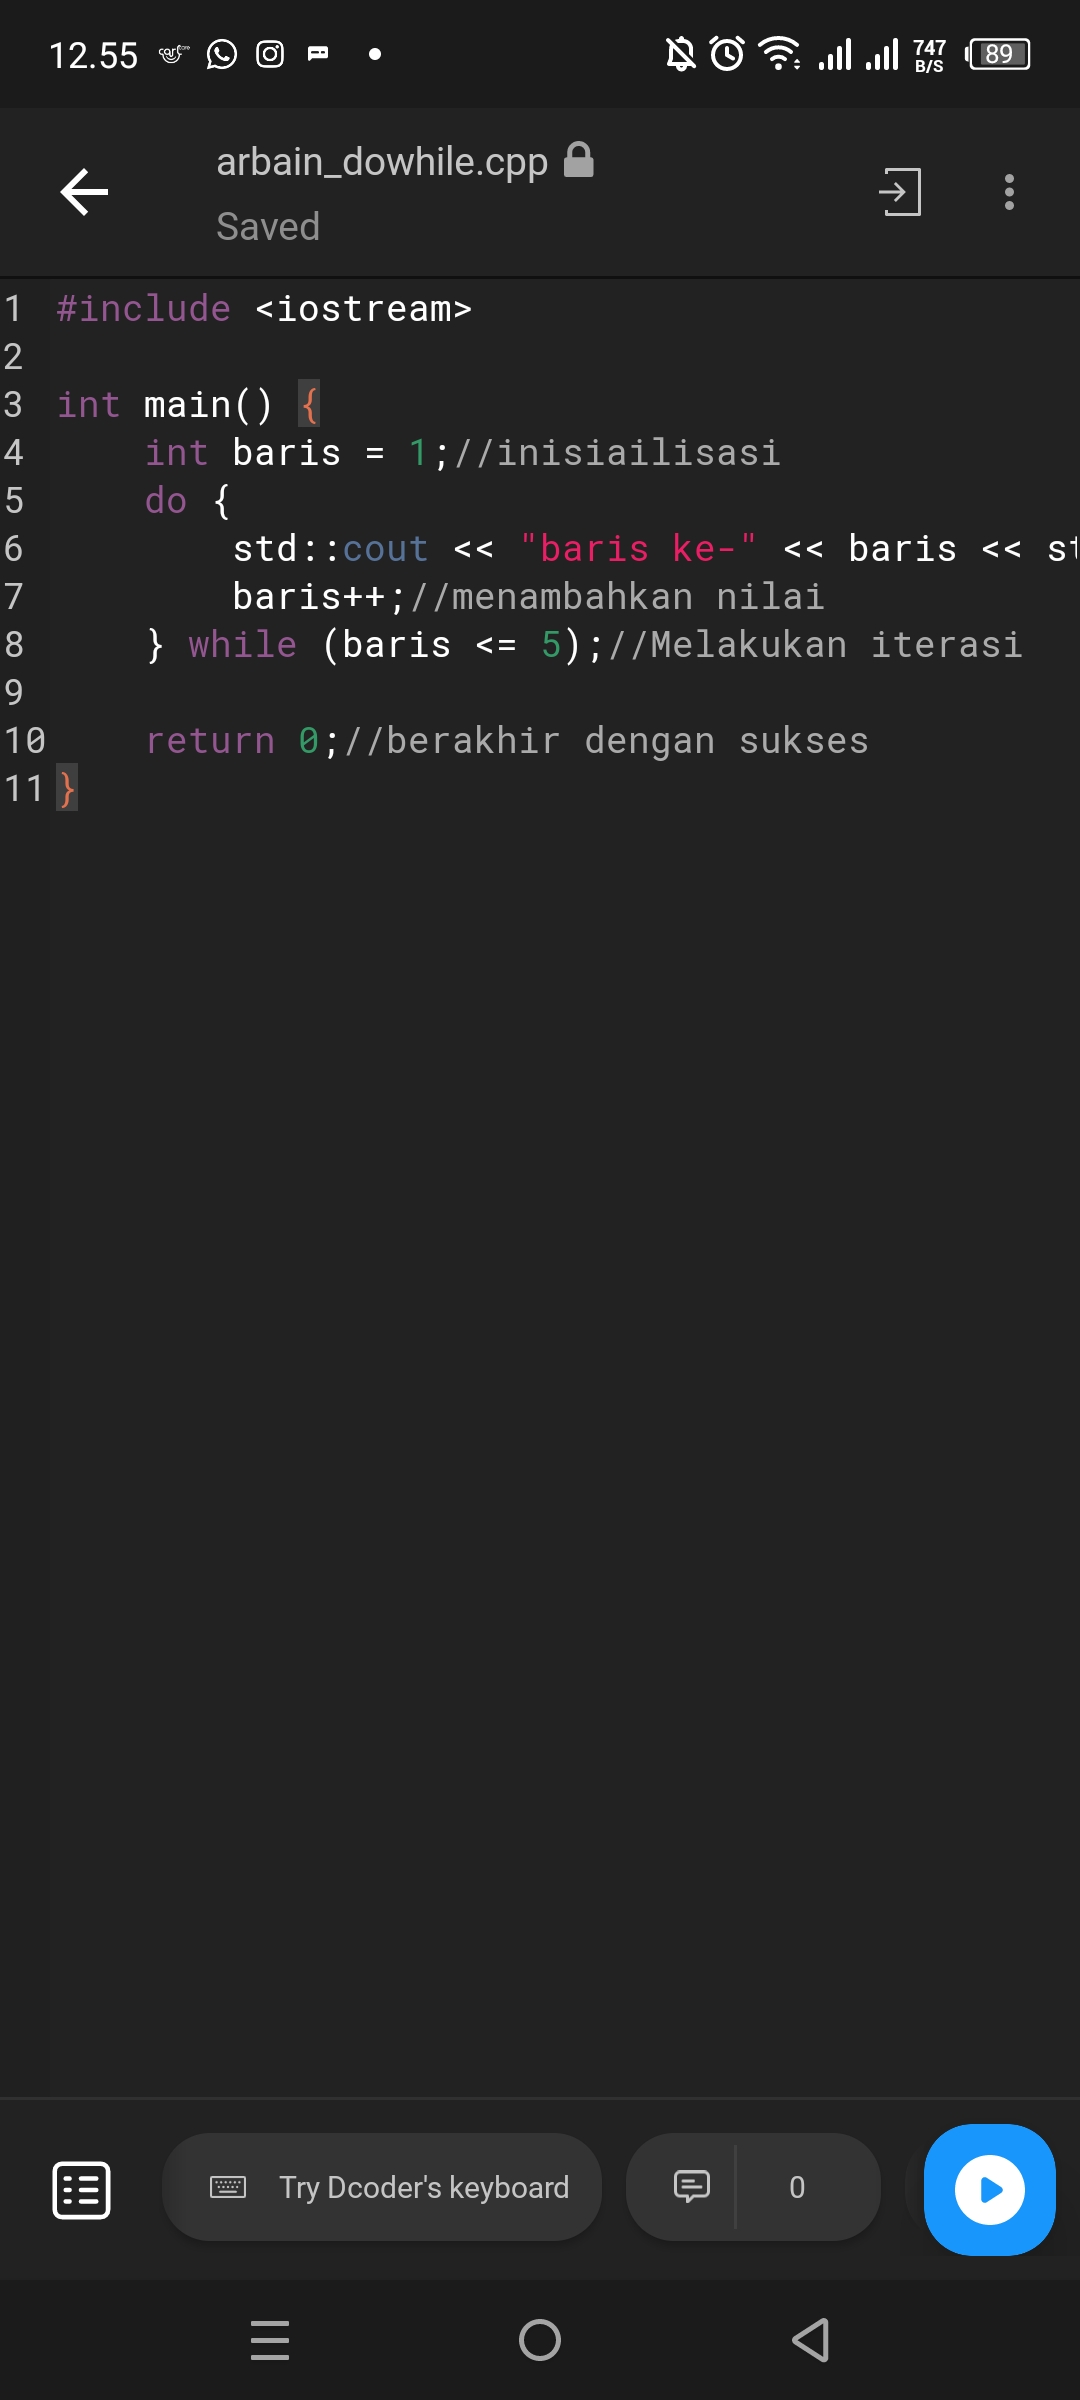 12.55
747
B/S
89
arbain_dowhile.cpp
Saved
1 #include <iostream>
2
3 int main() {
4 int baris = 1;//inisiailisasi
5 do {
6 std::cout << "baris ke-" << baris << st
7 baris++;//menambahkan nilai
8 } while (baris <= 5);//Melakukan iterasi
9
10 return 0;//berakhir dengan sukses
11 }
Try Dcoder's keyboard
0